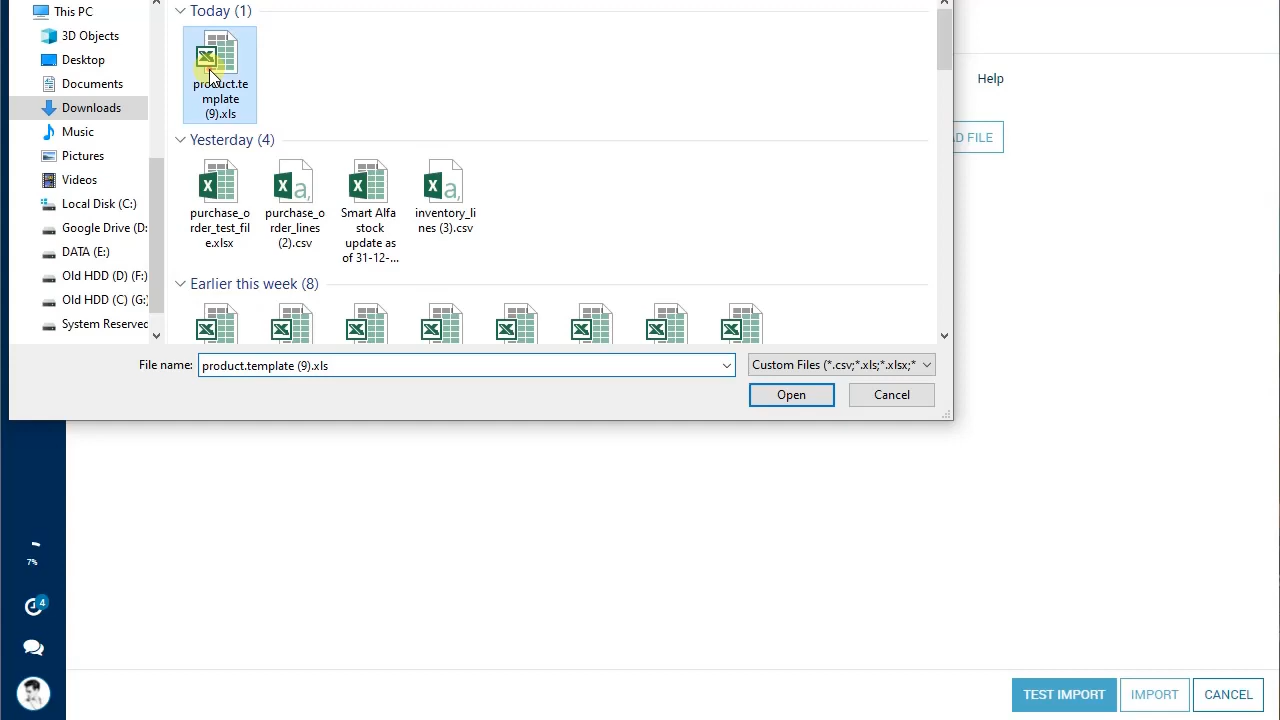 This PC
3D Objects
Desktop
Documents
Downloads
Music
Pictures
Videos
Local Disk (C:)
Google Drive (D:
DATA (E:)
Old HDD (D) (F:)
Old HDD (C) (G:
System Reserved
Today (1)
product.te
mplate
(9).xls
Yesterday (4)
purchase_o
rder_test_fil
e.xlsx
purchase_o
rder_lines
(2).csv
Smart Alfa
stock
update as
of 31-12-...
inventory_li
nes (3).csv
Earlier this week (8)
File name:
product.template (9).xls
Custom Files (*.csv;*.xls;*.xlsx;*
Open
Cancel
Help
AD FILE
7%
4
TEST IMPORT
IMPORT
CANCEL